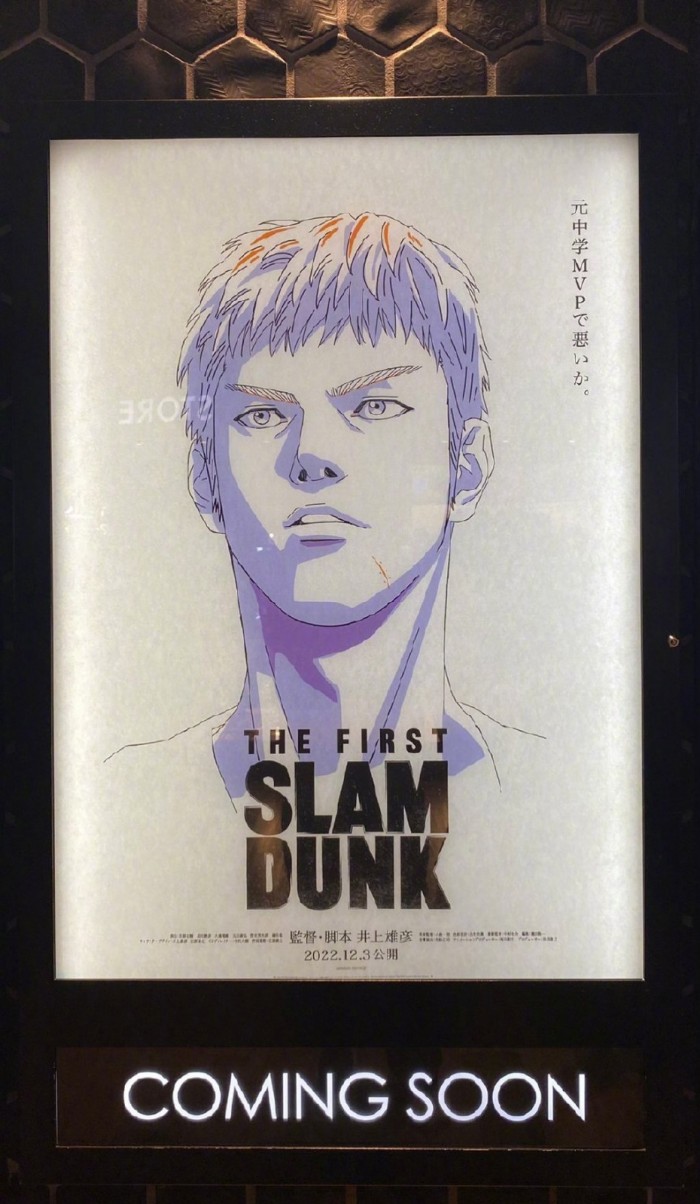 元中学MVPで悪いか。
STORE
THE FIRST
SLAM
DUNK
監督・脚本 井上雄彦
2022.12.3公開
COMING SOON